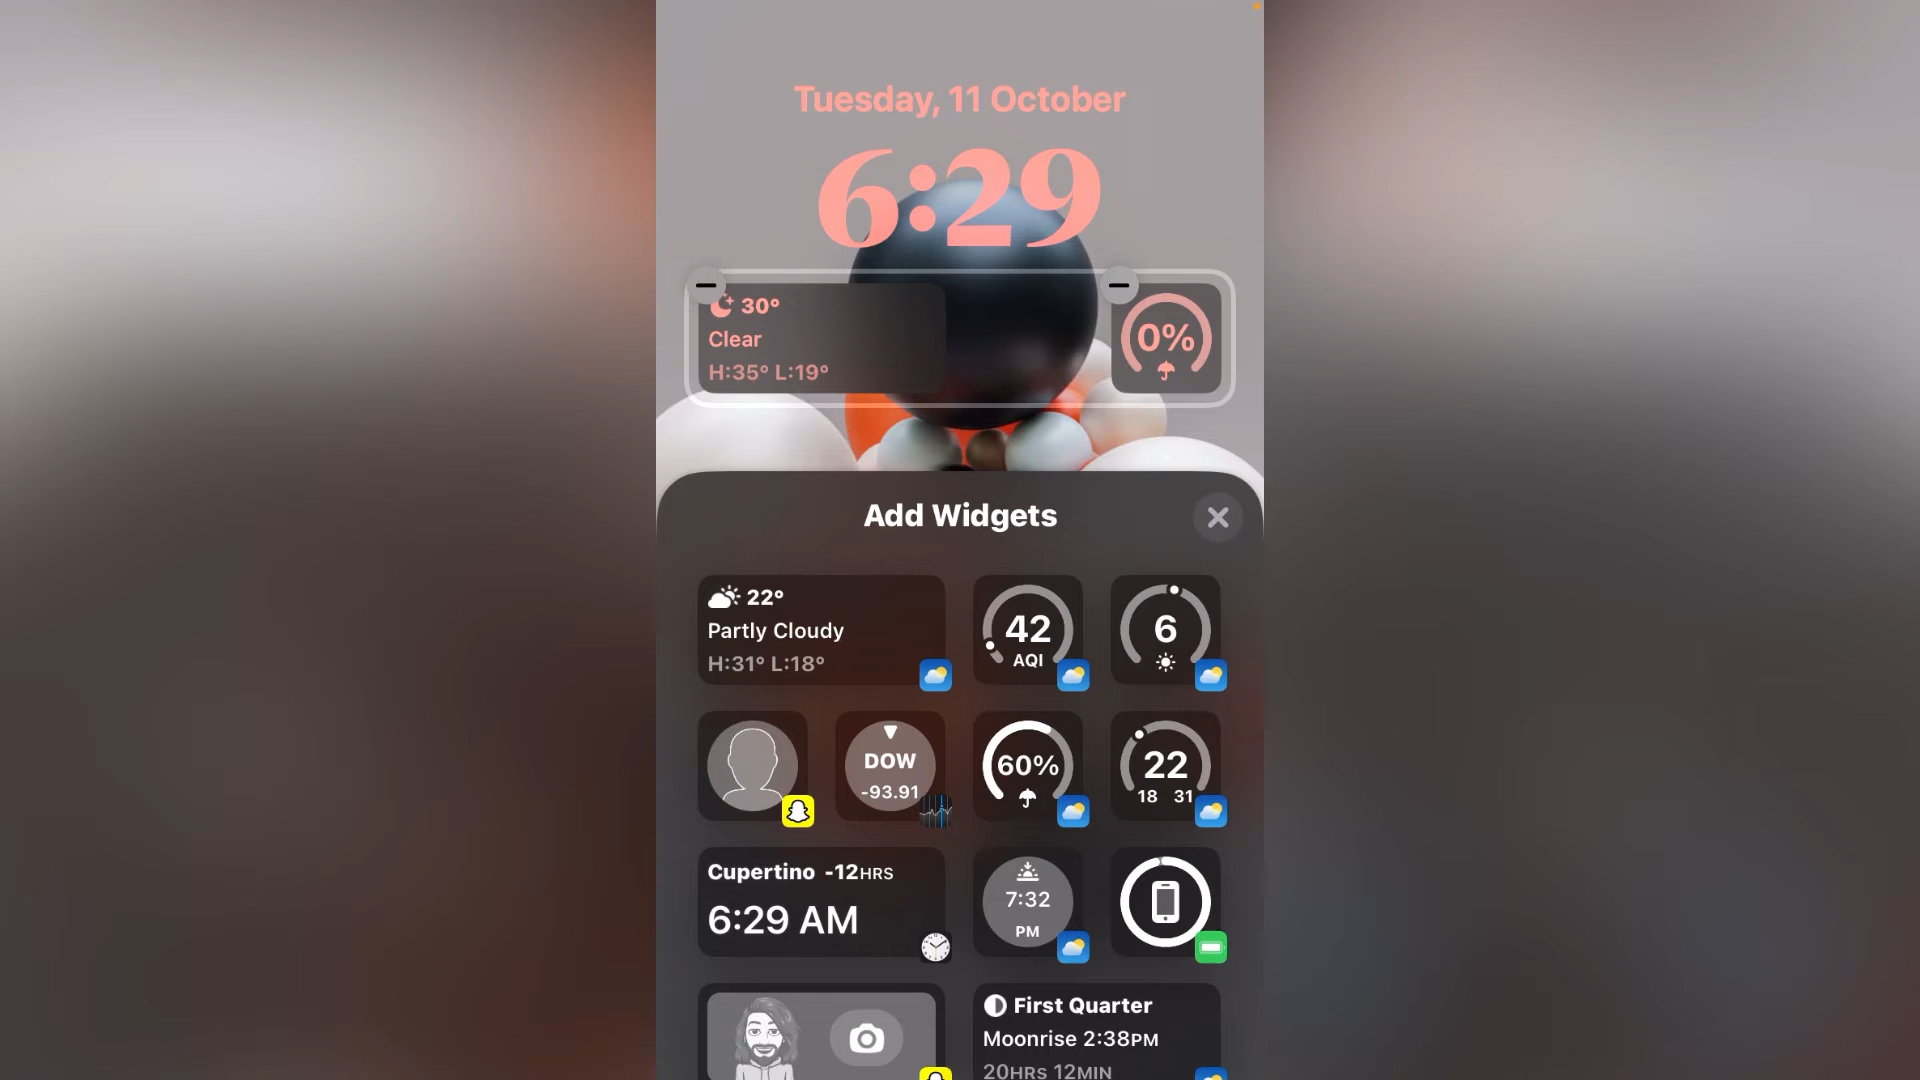 Tuesday, 11 October
6:29
30°
Clear
H:35° L:19°
0%
Add Widgets
22°
Partly Cloudy
H:31° L:18°
42
AQI
6
DOW
-93.91
60%
22
18 31
Cupertino -12HRS
6:29 AM
7:32
PM
First Quarter
Moonrise 2:38PM
20HRS 12MIN